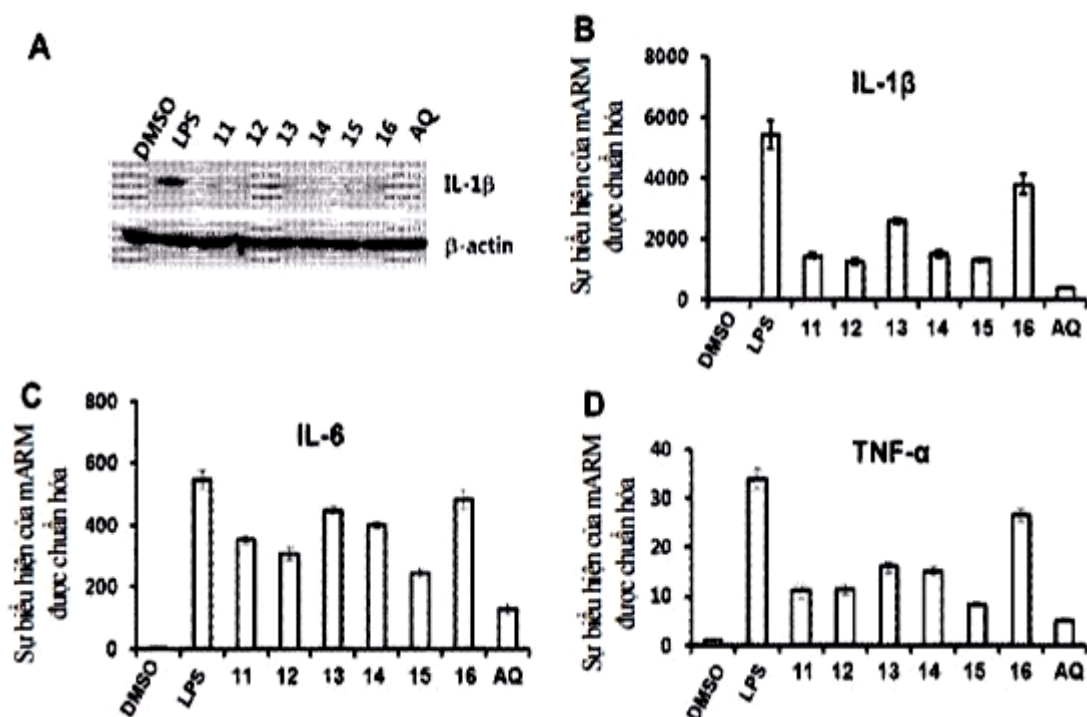 A
DMSO LPS 11 12 13 14 15 16 AQ
IL-1β
β-actin
B
IL-1β
Sự biểu hiện của mARM
được chuẩn hóa
8000
6000
4000
2000
0
DMSO LPS 11 12 13 14 15 16 AQ
C
IL-6
Sự biểu hiện của mARM
được chuẩn hóa
800
600
400
200
0
DMSO LPS 11 12 13 14 15 16 AQ
D
TNF-α
Sự biểu hiện của mARM
được chuẩn hóa
40
30
20
10
0
DMSO LPS 11 12 13 14 15 16 AQ